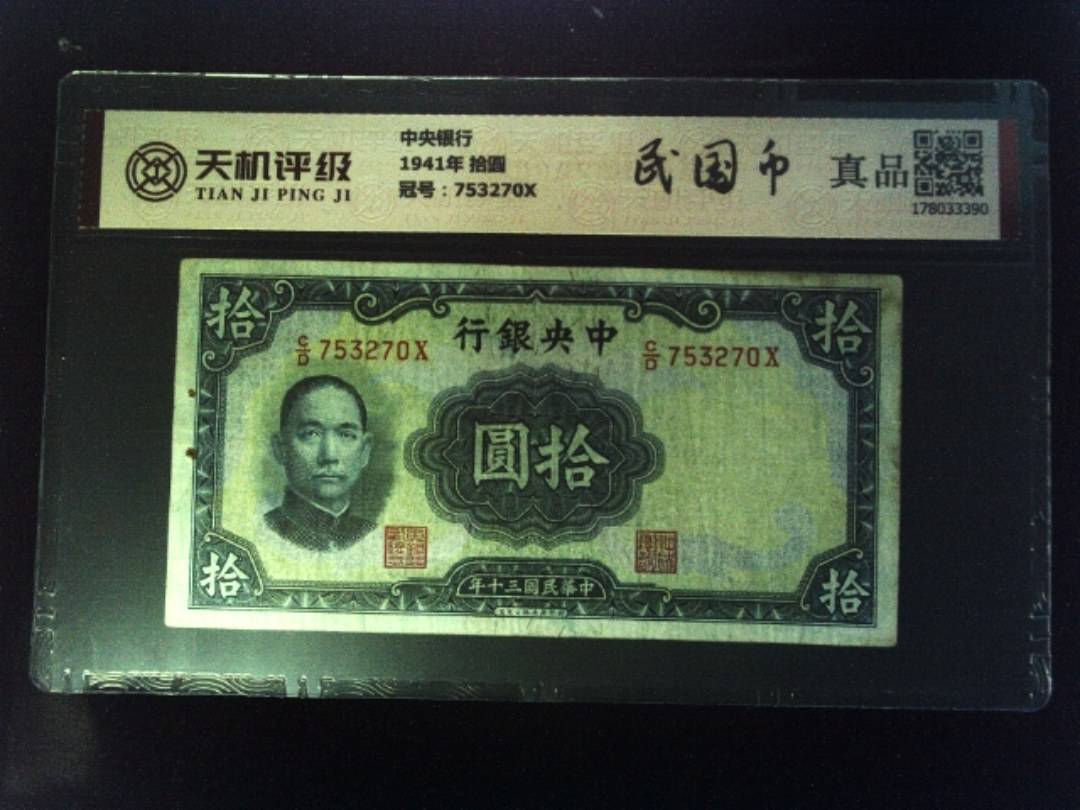 天机评级
TIAN JI PING JI
中央银行
1941年 拾圆
冠号：753270X
民国币
真品
178033390
拾
拾
行銀央中
C/D 753270X
C/D 753270X
圓拾
拾
拾
年十三國民華中